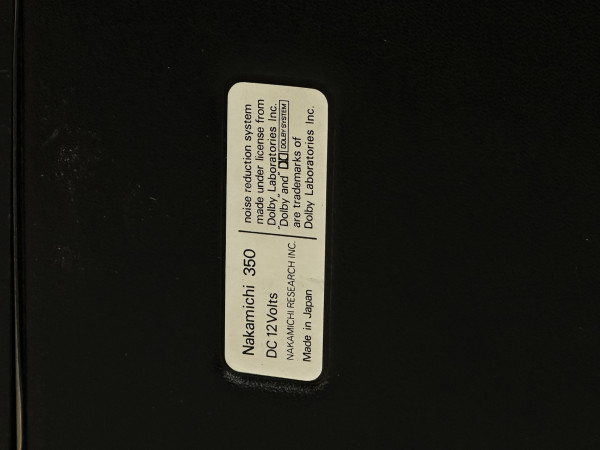 Nakamichi 350
DC 12 Volts
NAKAMICHI RESEARCH INC.
Made in Japan
noise reduction system
made under license from
Dolby Laboratories Inc.
"Dolby" and DOLBY SYSTEM
are trademarks of
Dolby Laboratories Inc.